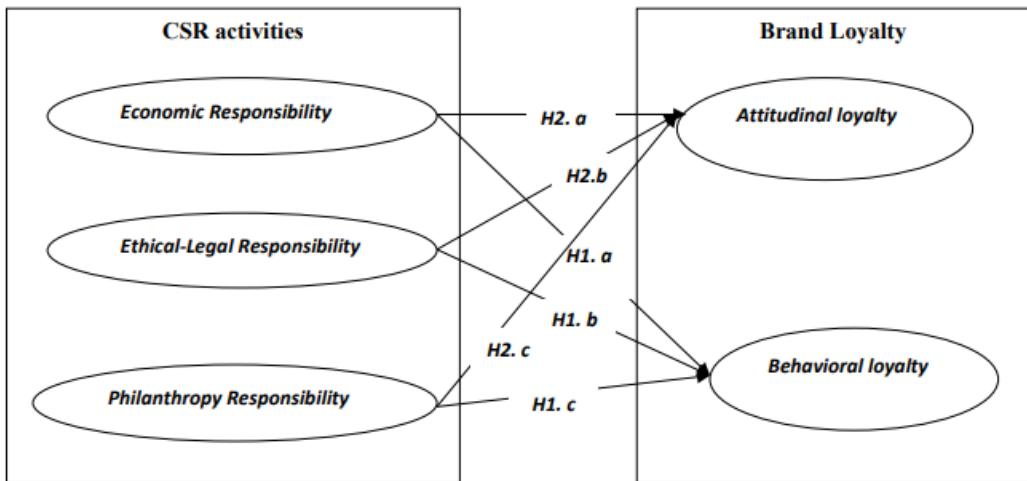 CSR activities
Brand Loyalty
Economic Responsibility
H2. a
Attitudinal loyalty
H2.b
Ethical-Legal Responsibility
H1. a
H1. b
H2. c
Behavioral loyalty
Philanthropy Responsibility
H1. c